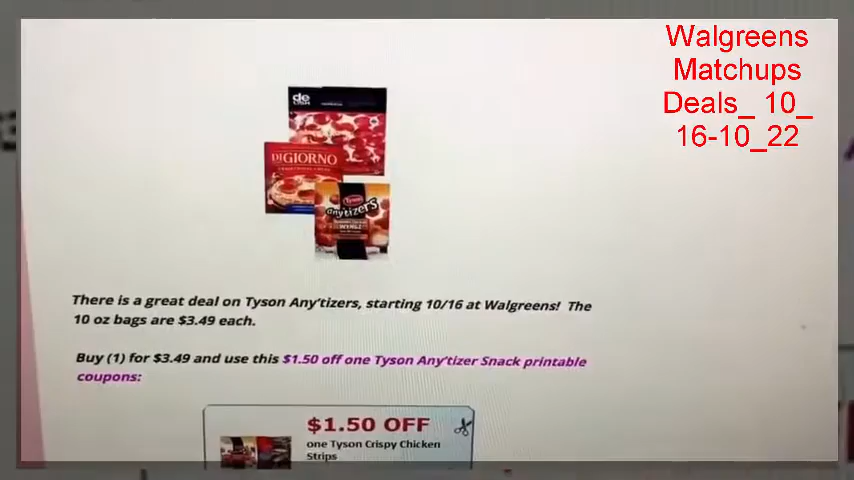 Walgreens
Matchups
Deals_ 10_
16-10_22
de
DIGIORNO
Tyson
any'tizers
There is a great deal on Tyson Any'tizers, starting 10/16 at Walgreens! The
10 oz bags are $3.49 each.
Buy (1) for $3.49 and use this $1.50 off one Tyson Any'tizer Snack printable
coupons:
$1.50 OFF
one Tyson Crispy Chicken
Strips